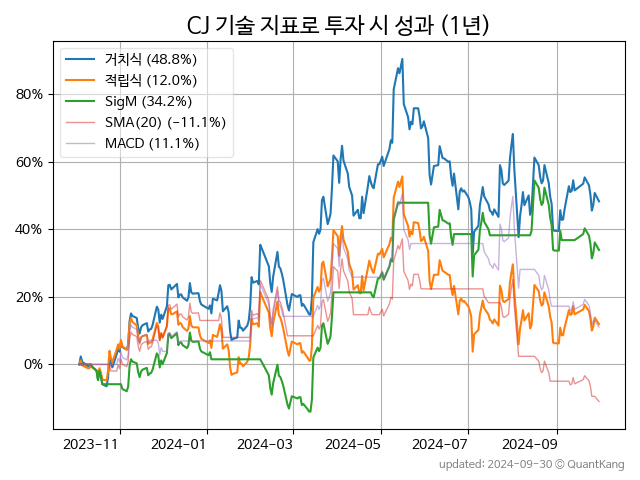 CJ 기술 지표로 투자 시 성과 (1년)
거치식 (48.8%)
적립식 (12.0%)
SigM (34.2%)
SMA(20) (−11.1%)
MACD (11.1%)
80%
60%
40%
20%
0%
2023-11 2024-01 2024-03 2024-05 2024-07 2024-09
updated: 2024-09-30 © QuantKang